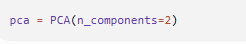 pca = PCA(n_components=2)